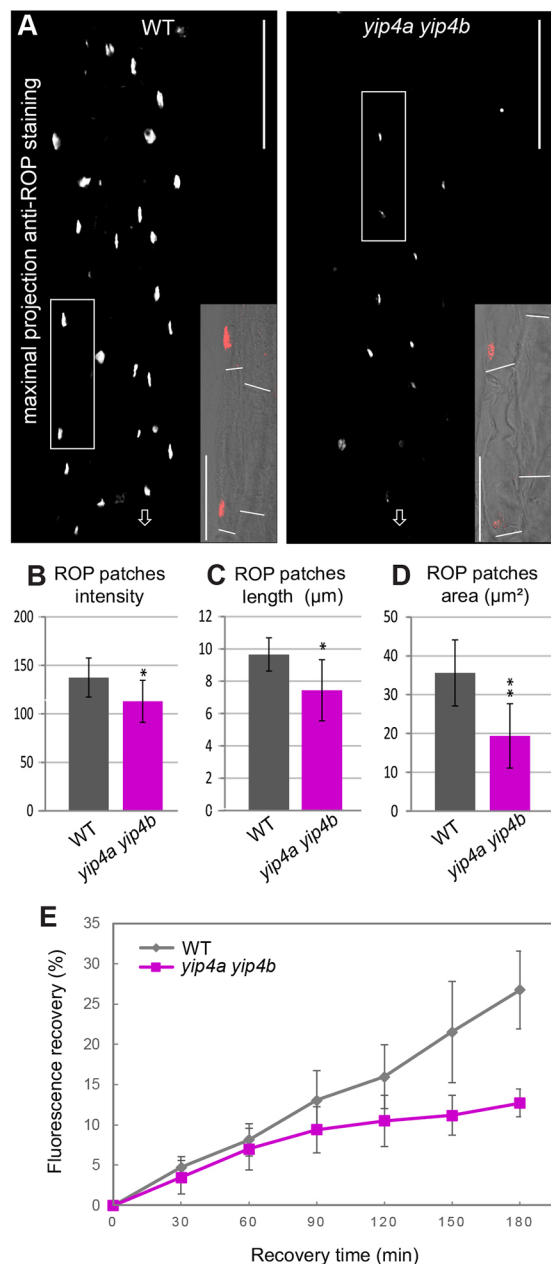 A
WT
yip4a yip4b
maximal projection anti-ROP staining
B
ROP patches
intensity
200
150
100
50
0
*
WT
yip4a yip4b
C
ROP patches
length (µm)
12
10
8
6
4
2
0
*
WT
yip4a yip4b
D
ROP patches
area (µm²)
50
40
30
20
10
0
**
WT
yip4a yip4b
E
WT
yip4a yip4b
Fluorescence recovery (%)
35
30
25
20
15
10
5
0
0 30 60 90 120 150 180
Recovery time (min)